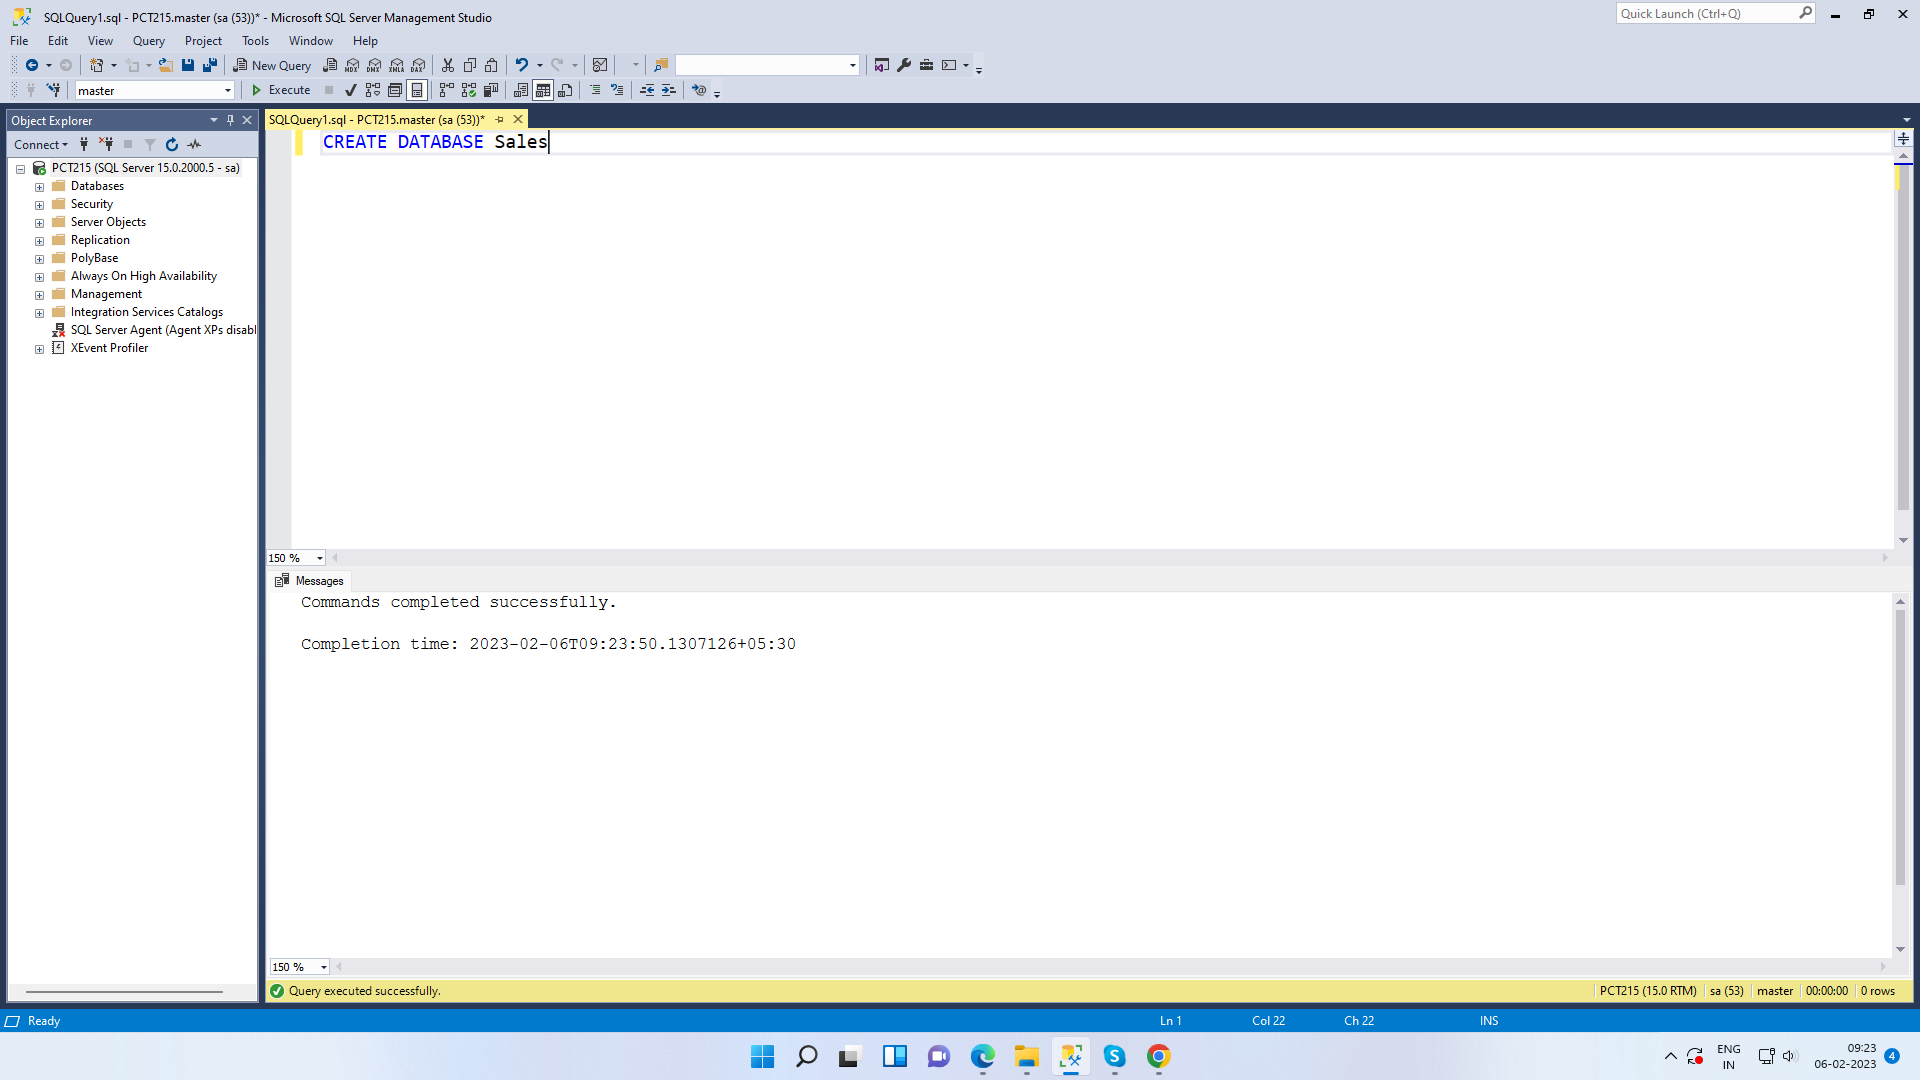 SQLQuery1.sql - PCT215.master (sa (53))* - Microsoft SQL Server Management Studio
Quick Launch (Ctrl+Q)
File Edit View Query Project Tools Window Help
New Query
MDX DMX XMLA DAX
master
Execute
Object Explorer
SQLQuery1.sql - PCT215.master (sa (53))*
Connect
CREATE DATABASE Sales
PCT215 (SQL Server 15.0.2000.5 - sa)
Databases
Security
Server Objects
Replication
PolyBase
Always On High Availability
Management
Integration Services Catalogs
SQL Server Agent (Agent XPs disabl
XEvent Profiler
150 %
Messages
Commands completed successfully.
Completion time: 2023-02-06T09:23:50.1307126+05:30
150 %
Query executed successfully.
PCT215 (15.0 RTM) sa (53) master 00:00:00 0 rows
Ready
Ln 1 Col 22 Ch 22 INS
ENG
IN
09:23
06-02-2023
4